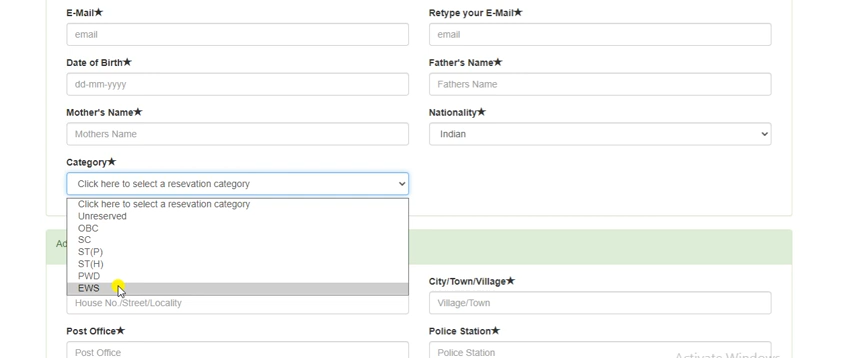 E-Mail★ Retype your E-Mail★
email email
Date of Birth★ Father's Name★
dd-mm-yyyy Fathers Name
Mother's Name★ Nationality★
Mothers Name Indian
Category★
Click here to select a resevation category
Click here to select a resevation category
Unreserved
OBC
SC
ST(P)
ST(H)
PWD
EWS
City/Town/Village★
House No./Street/Locality Village/Town
Post Office★ Police Station★
Post Office Police Station
Activate Windows